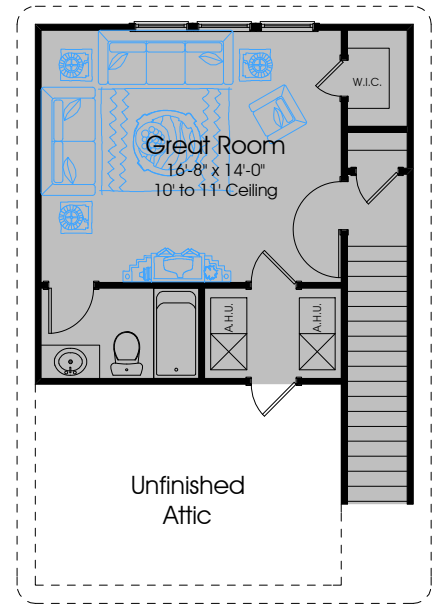 W.I.C.
Great Room
16'-8" x 14'-0"
10' to 11' Ceiling
A.H.U.
A.H.U.
Unfinished
Attic